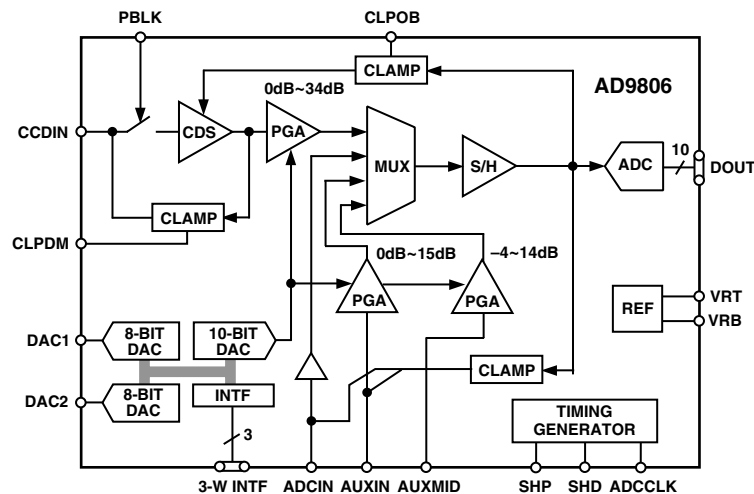 PBLK
CLPOB
CLAMP
0dB~34dB
AD9806
CCDIN
CDS
PGA
MUX
S/H
ADC
10
DOUT
CLAMP
CLPDM
0dB~15dB
–4~14dB
PGA
PGA
REF
VRT
VRB
DAC1
8-BIT
DAC
10-BIT
DAC
DAC2
8-BIT
DAC
INTF
CLAMP
TIMING
GENERATOR
3
3-W INTF
ADCIN
AUXIN
AUXMID
SHP
SHD
ADCCLK